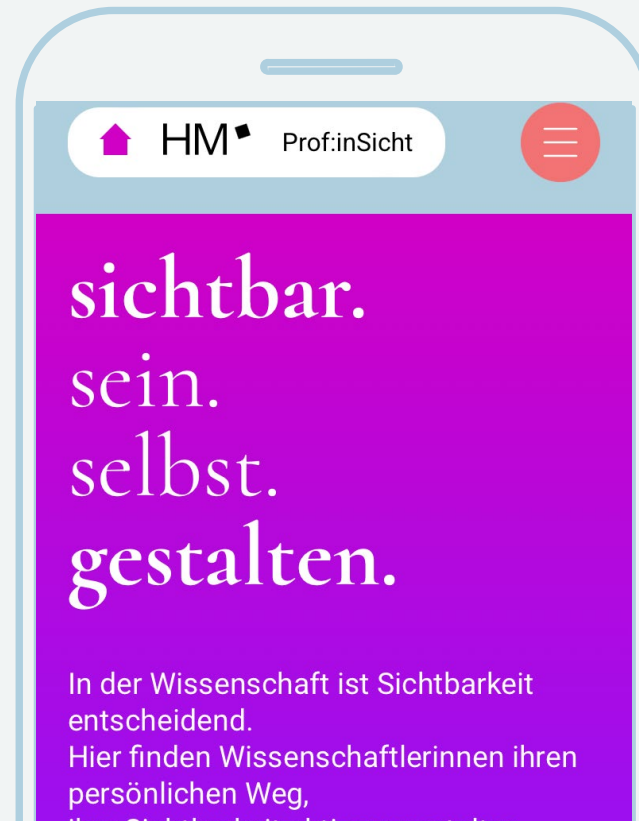 HM Prof:inSicht
sichtbar.
sein.
selbst.
gestalten.
In der Wissenschaft ist Sichtbarkeit
entscheidend.
Hier finden Wissenschaftlerinnen ihren
persönlichen Weg,